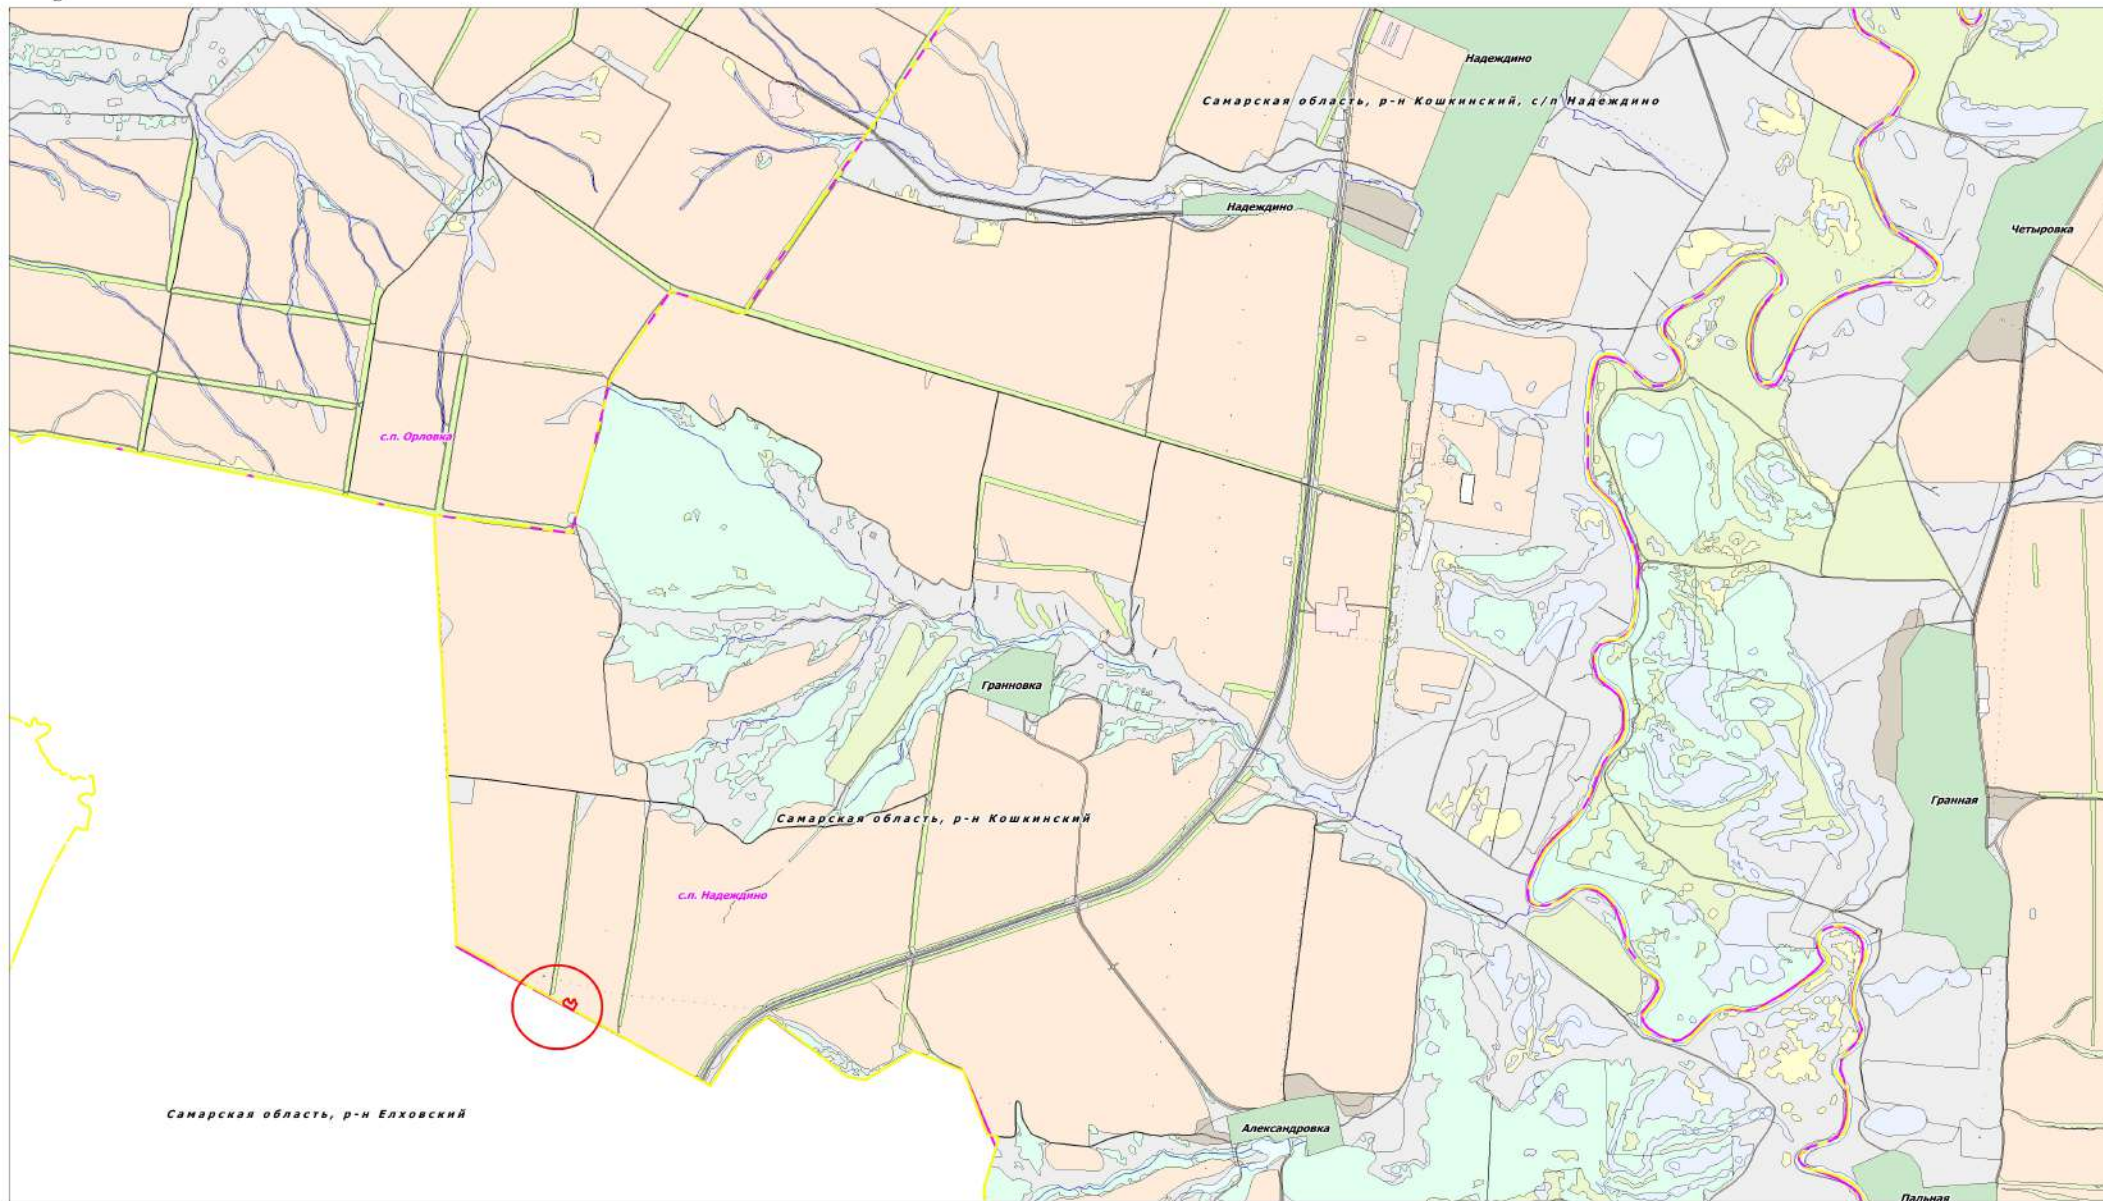 Надеждино
Самарская область, р-н Кошкинский, с/п Надеждино
Надеждино
Четыровка
с.п. Орловка
Гранновка
Гранная
Самарская область, р-н Кошкинский
с.п. Надеждино
Самарская область, р-н Елховский
Александровка
Пальная